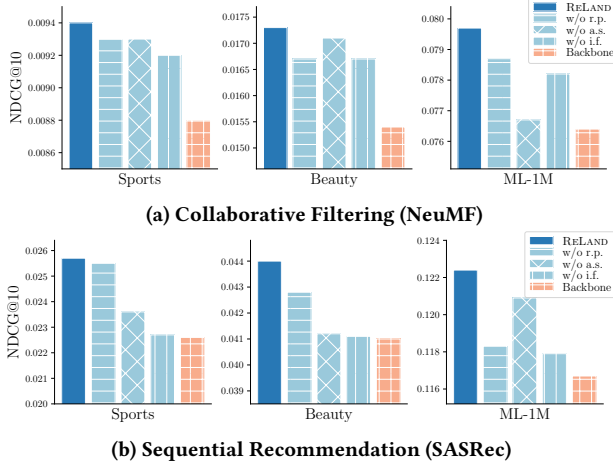 NDCG@10
0.0094
0.0092
0.0090
0.0088
0.0086
Sports
0.0175
0.0170
0.0165
0.0160
0.0155
0.0150
Beauty
0.080
0.079
0.078
0.077
0.076
ML-1M
RELAND
w/o r.p.
w/o a.s.
w/o i.f.
Backbone
(a) Collaborative Filtering (NeuMF)
NDCG@10
0.026
0.025
0.024
0.023
0.022
0.021
0.020
Sports
0.044
0.043
0.042
0.041
0.040
0.039
Beauty
0.124
0.122
0.120
0.118
0.116
ML-1M
RELAND
w/o r.p.
w/o a.s.
w/o i.f.
Backbone
(b) Sequential Recommendation (SASRec)